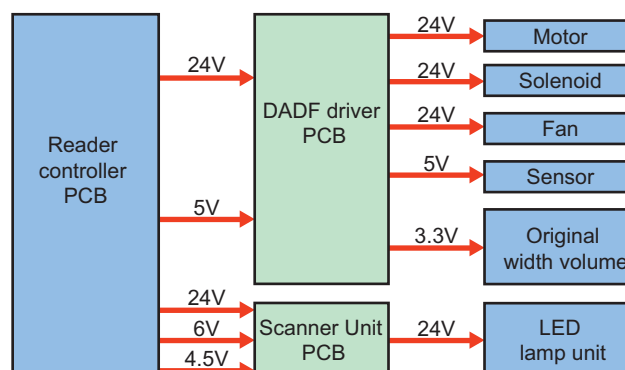 24V
Motor
24V
24V
Solenoid
DADF driver
PCB
24V
Fan
Reader
controller
PCB
5V
Sensor
5V
3.3V
Original
width volume
24V
6V
Scanner Unit
PCB
24V
LED
lamp unit
4.5V